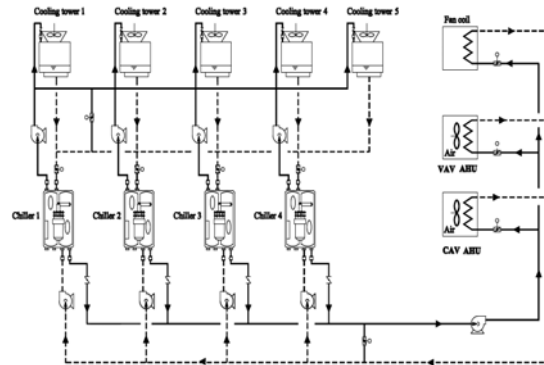 Cooling tower 1 Cooling tower 2 Cooling tower 3 Cooling tower 4 Cooling tower 5
Fan coil
Air
VAV AHU
Chiller 1 Chiller 2 Chiller 3 Chiller 4
Air
CAV AHU